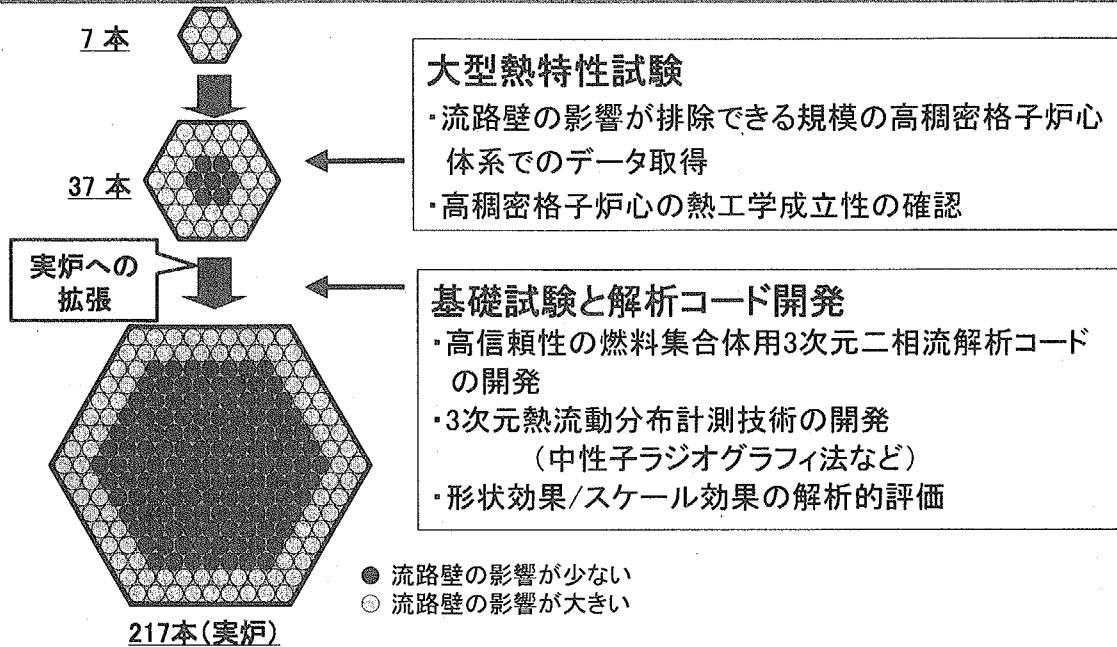 7本
37本
実炉への
拡張
217本(実炉)
大型熱特性試験
・流路壁の影響が排除できる規模の高稠密格子炉心
体系でのデータ取得
・高稠密格子炉心の熱工学成立性の確認
基礎試験と解析コード開発
・高信頼性の燃料集合体用3次元二相流解析コード
の開発
・3次元熱流動分布計測技術の開発
(中性子ラジオグラフィ法など)
・形状効果/スケール効果の解析的評価
● 流路壁の影響が少ない
○ 流路壁の影響が大きい